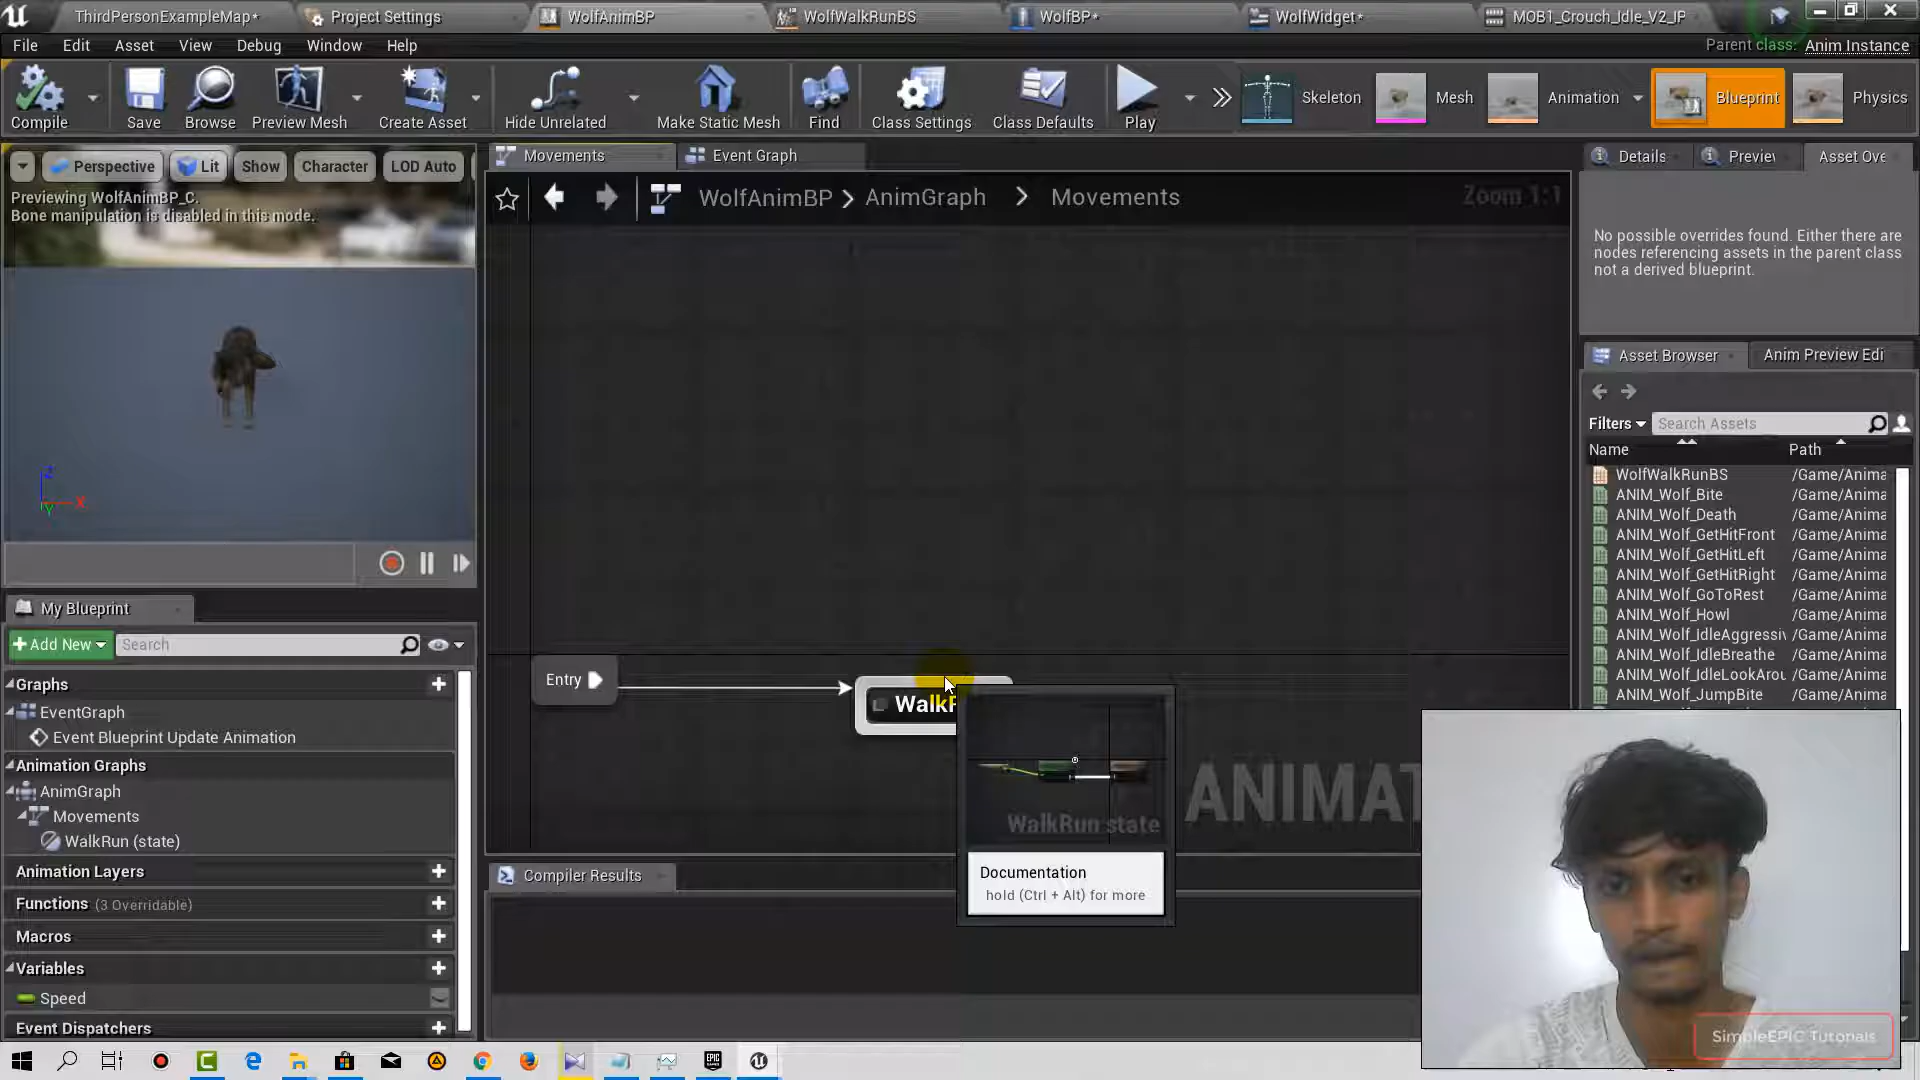 ThirdPersonExampleMap*
Project Settings
WolfAnimBP
WolfWalkRunBS
WolfBP*
WolfWidget*
MOB1_Crouch_Idle_V2_IP
File Edit Asset View Debug Window Help
Parent class: Anim Instance
Compile
Save
Browse
Preview Mesh
Create Asset
Hide Unrelated
Make Static Mesh
Find
Class Settings
Class Defaults
Play
Skeleton
Mesh
Animation
Blueprint
Physics
Perspective
Lit
Show
Character
LOD Auto
Previewing WolfAnimBP_C.
Bone manipulation is disabled in this mode.
Z
X
Y
Movements
Event Graph
WolfAnimBP > AnimGraph > Movements
Zoom 1:1
Entry
WalkR
WalkRun state
Documentation
hold (Ctrl + Alt) for more
ANIMAT
Compiler Results
Details
Asset Ove
No possible overrides found. Either there are
nodes referencing assets in the parent class
not a derived blueprint.
Asset Browser
Anim Preview Edi
Filters
Search Assets
Name
Path
WolfWalkRunBS /Game/Anima
ANIM_Wolf_Bite /Game/Anima
ANIM_Wolf_Death /Game/Anima
ANIM_Wolf_GetHitFront /Game/Anima
ANIM_Wolf_GetHitLeft /Game/Anima
ANIM_Wolf_GetHitRight /Game/Anima
ANIM_Wolf_GoToRest /Game/Anima
ANIM_Wolf_Howl /Game/Anima
ANIM_Wolf_IdleAggressiv /Game/Anima
ANIM_Wolf_IdleBreathe /Game/Anima
ANIM_Wolf_IdleLookArou /Game/Anima
ANIM_Wolf_JumpBite /Game/Anima
My Blueprint
+ Add New
Search
Graphs
EventGraph
Event Blueprint Update Animation
Animation Graphs
AnimGraph
Movements
WalkRun (state)
Animation Layers
Functions (3 Overridable)
Macros
Variables
Speed
Event Dispatchers
EPIC
SimpleEPIC Tutorials